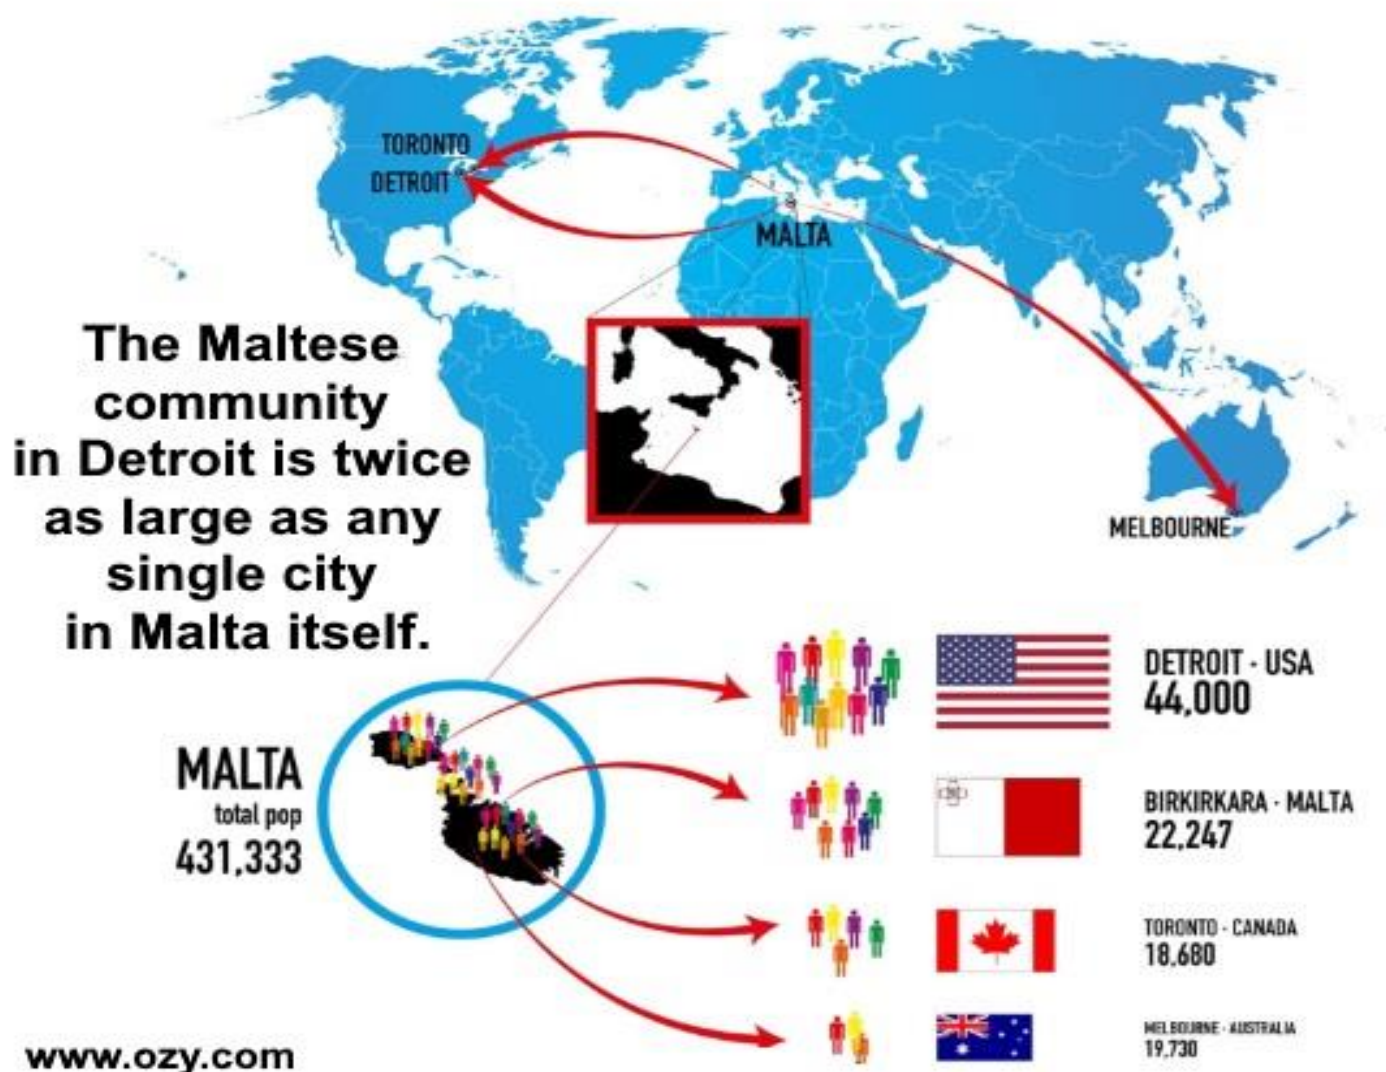 TORONTO
DETROIT
MALTA
MELBOURNE
The Maltese
community
in Detroit is twice
as large as any
single city
in Malta itself.
MALTA
total pop
431,333
DETROIT · USA
44,000
BIRKIRKARA · MALTA
22,247
TORONTO · CANADA
18,680
MELBOURNE · AUSTRALIA
19,730
www.ozy.com